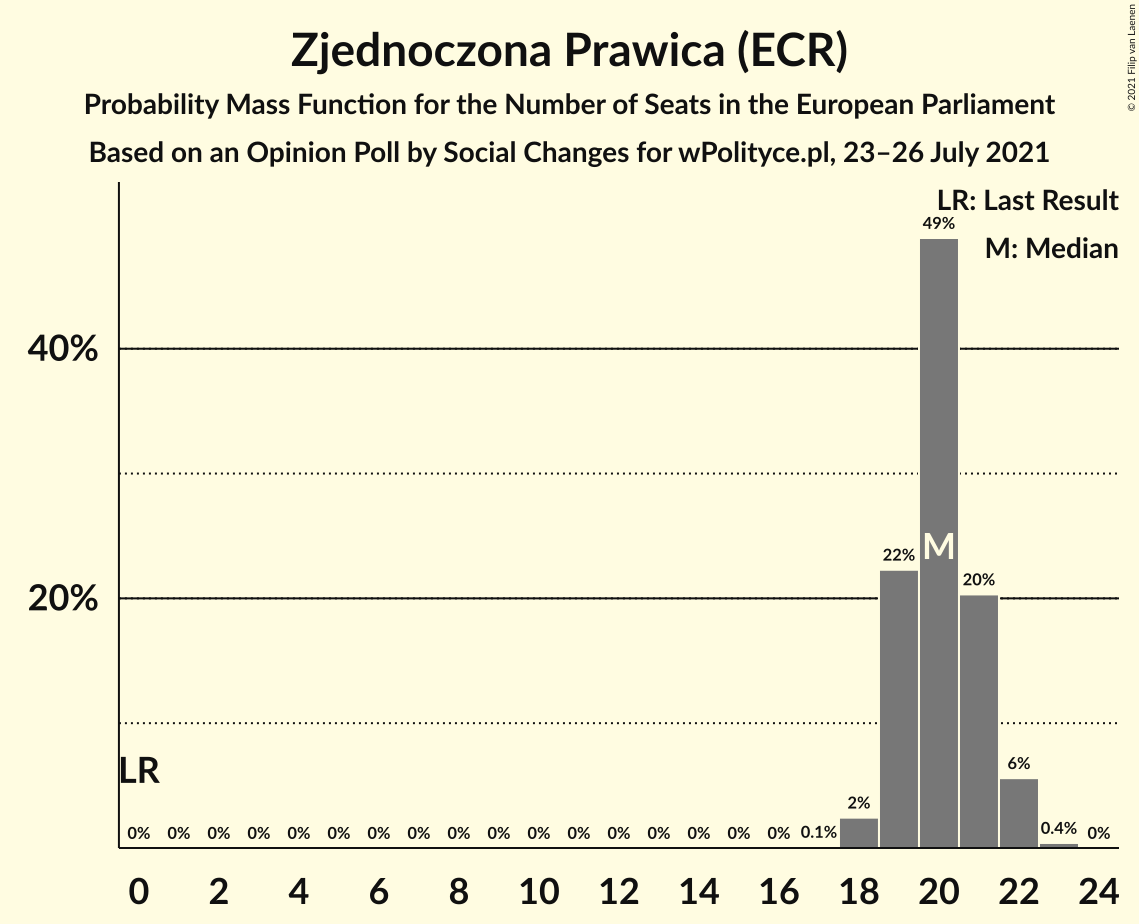 Zjednoczona Prawica (ECR)
Probability Mass Function for the Number of Seats in the European Parliament
Based on an Opinion Poll by Social Changes for wPolityce.pl, 23–26 July 2021
© 2021 Filip van Laenen
LR: Last Result
M: Median
49%
40%
22%
M
20%
20%
LR
6%
2%
0% 0% 0% 0% 0% 0% 0% 0% 0% 0% 0% 0% 0% 0% 0% 0% 0% 0.1% 0.4% 0%
0 2 4 6 8 10 12 14 16 18 20 22 24